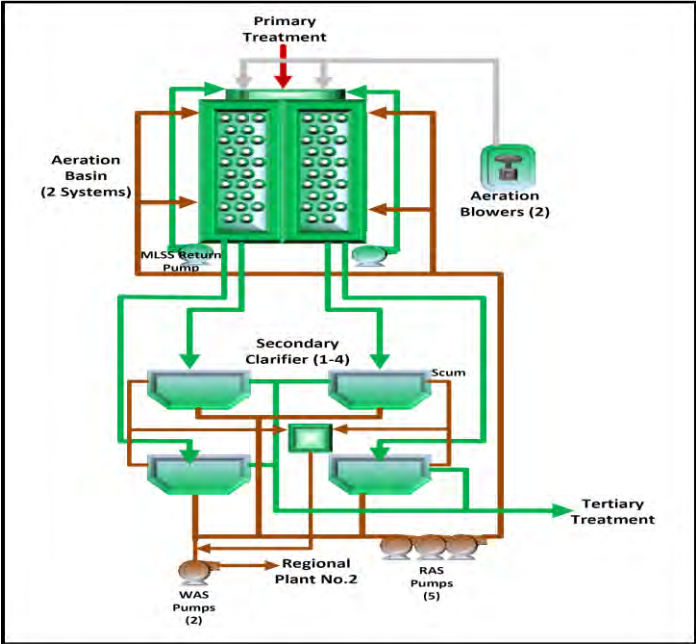 Primary
Treatment
Aeration
Basin
(2 Systems)
Aeration
Blowers (2)
MLSS Return
Pump
Secondary
Clarifier (1-4)
Scum
Tertiary
Treatment
Regional
Plant No.2
WAS
Pumps
(2)
RAS
Pumps
(5)